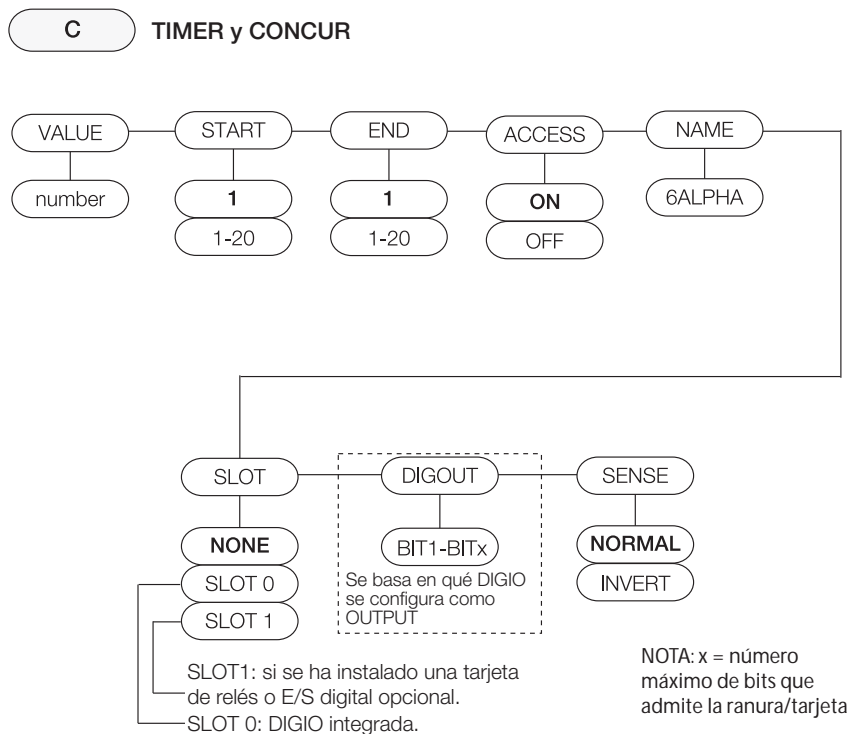 C TIMER y CONCUR
VALUE START END ACCESS NAME
number 1 1 ON 6ALPHA
1-20 1-20 OFF
SLOT DIGOUT SENSE
NONE BIT1-BITx NORMAL
SLOT 0 INVERT
SLOT 1
Se basa en qué DIGIO
se configura como
OUTPUT
SLOT1: si se ha instalado una tarjeta
de relés o E/S digital opcional.
SLOT 0: DIGIO integrada.
NOTA: x = número
máximo de bits que
admite la ranura/tarjeta